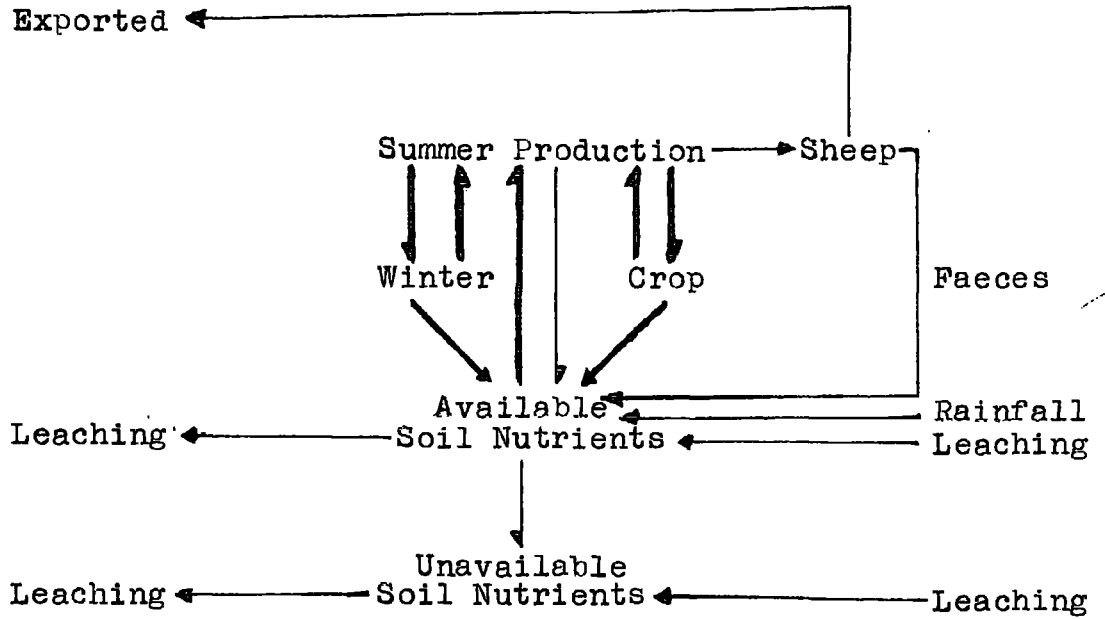 Exported
Summer Production
Sheep
Winter
Crop
Faeces
Available
Soil Nutrients
Rainfall
Leaching
Leaching
Unavailable
Soil Nutrients
Leaching
Leaching